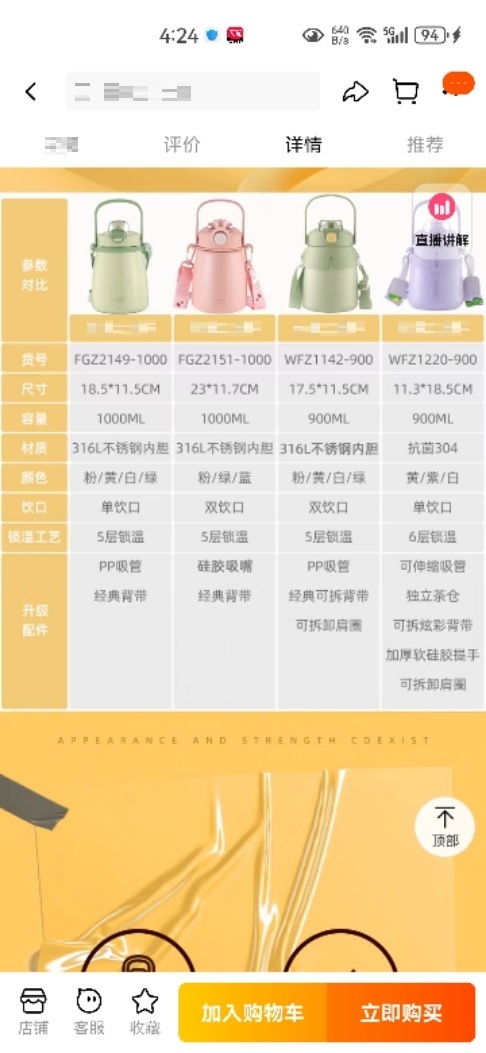 4:24
640 B/s
5G
94
评价
详情
推荐
直播讲解
参数对比
货号 FGZ2149-1000 FGZ2151-1000 WFZ1142-900 WFZ1220-900
尺寸 18.5*11.5CM 23*11.7CM 17.5*11.5CM 11.3*18.5CM
容量 1000ML 1000ML 900ML 900ML
材质 316L不锈钢内胆 316L不锈钢内胆 316L不锈钢内胆 抗菌304
颜色 粉/黄/白/绿 粉/绿/蓝 粉/黄/白/绿 黄/紫/白
饮口 单饮口 双饮口 双饮口 单饮口
锁温工艺 5层锁温 5层锁温 5层锁温 6层锁温
升级配件
PP吸管 硅胶吸嘴 PP吸管 可伸缩吸管
经典背带 经典背带 经典可拆背带 独立茶仓
可拆卸肩圈 可拆炫彩背带
加厚软硅胶提手
可拆卸肩圈
APPEARANCE AND STRENGTH COEXIST
顶部
店铺
客服
收藏
加入购物车
立即购买